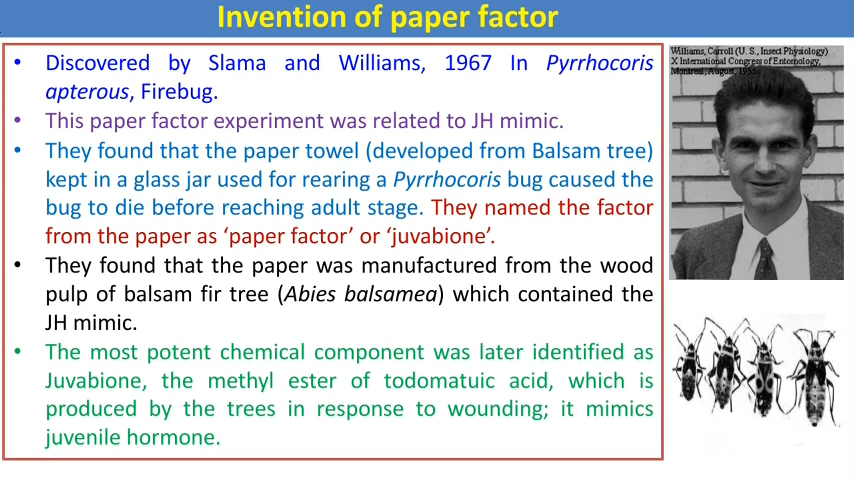 Invention of paper factor
• Discovered by Slama and Williams, 1967 In Pyrrhocoris
apterous, Firebug.
• This paper factor experiment was related to JH mimic.
• They found that the paper towel (developed from Balsam tree)
kept in a glass jar used for rearing a Pyrrhocoris bug caused the
bug to die before reaching adult stage. They named the factor
from the paper as ‘paper factor’ or ‘juvabione’.
• They found that the paper was manufactured from the wood
pulp of balsam fir tree (Abies balsamea) which contained the
JH mimic.
• The most potent chemical component was later identified as
Juvabione, the methyl ester of todomatuic acid, which is
produced by the trees in response to wounding; it mimics
juvenile hormone.
Williams, Carroll (U. S., Insect Physiology)
X International Congress of Entomology,
Montreal, August, 1956